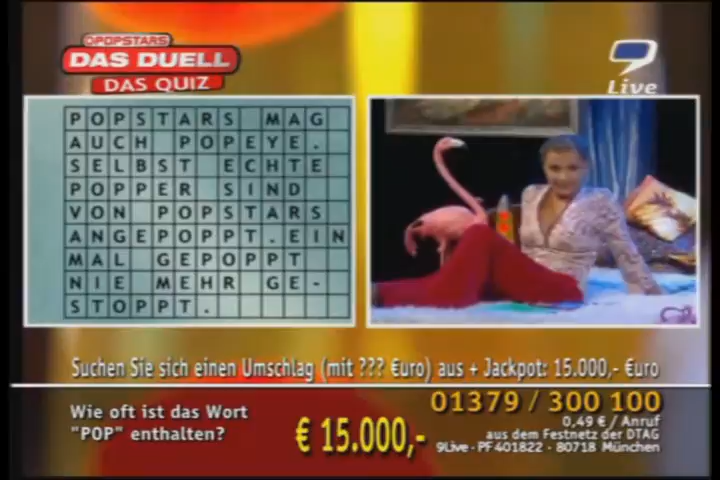 POPSTARS
DAS DUELL
DAS QUIZ
9
Live
POPSTARS MAG
AUCH POPEYE.
SELBST ECHTE
POPPER SIND
VON POPSTARS
ANGEPOPPT.EIN
MAL GEPOPPT
NIE MEHR GE-
STOPPT.
Suchen Sie sich einen Umschlag (mit ??? €uro) aus + Jackpot: 15.000,- €uro
Wie oft ist das Wort
"POP" enthalten?
€ 15.000,-
01379 / 300 100
0,49 € / Anruf
aus dem Festnetz der DTAG
9Live - PF 401822 - 80718 München